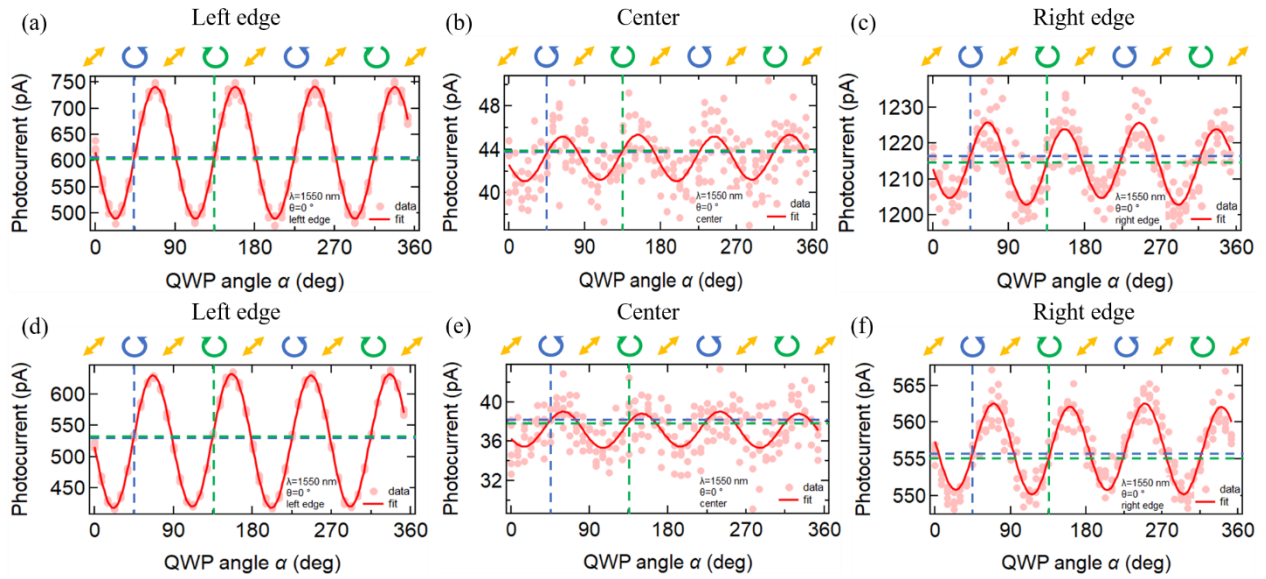 (a) Left edge
Photocurrent (pA)
750
700
650
600
550
500
λ=1550 nm
θ=0 °
left edge
data
fit
0 90 180 270 360
QWP angle α (deg)
(b) Center
Photocurrent (pA)
48
44
40
λ=1550 nm
θ=0 °
center
data
fit
0 90 180 270 360
QWP angle α (deg)
(c) Right edge
Photocurrent (pA)
1230
1220
1210
1200
λ=1550 nm
θ=0 °
right edge
data
fit
0 90 180 270 360
QWP angle α (deg)
(d) Left edge
Photocurrent (pA)
600
550
500
450
λ=1550 nm
θ=0 °
left edge
data
fit
0 90 180 270 360
QWP angle α (deg)
(e) Center
Photocurrent (pA)
40
38
36
32
λ=1550 nm
θ=0 °
center
data
fit
0 90 180 270 360
QWP angle α (deg)
(f) Right edge
Photocurrent (pA)
565
560
555
550
λ=1550 nm
θ=0 °
right edge
data
fit
0 90 180 270 360
QWP angle α (deg)